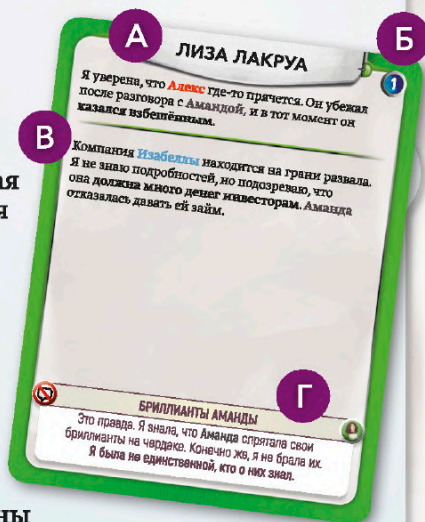 А
Б
ЛИЗА ЛАКРУА
1
Я уверена, что Алекс где-то прячется. Он убежал
после разговора с Амандой, и в тот момент он
казался взбешённым.
В
Компания Изабеллы находится на грани развала.
Я не знаю подробностей, но подозреваю, что
она должна много денег инвесторам. Аманда
отказалась давать ей займ.
Г
БРИЛЛИАНТЫ АМАНДЫ
Это правда. Я знала, что Аманда спрятала свои
бриллианты на чердаке. Конечно же, я не брала их.
Я была не единственной, кто о них знал.